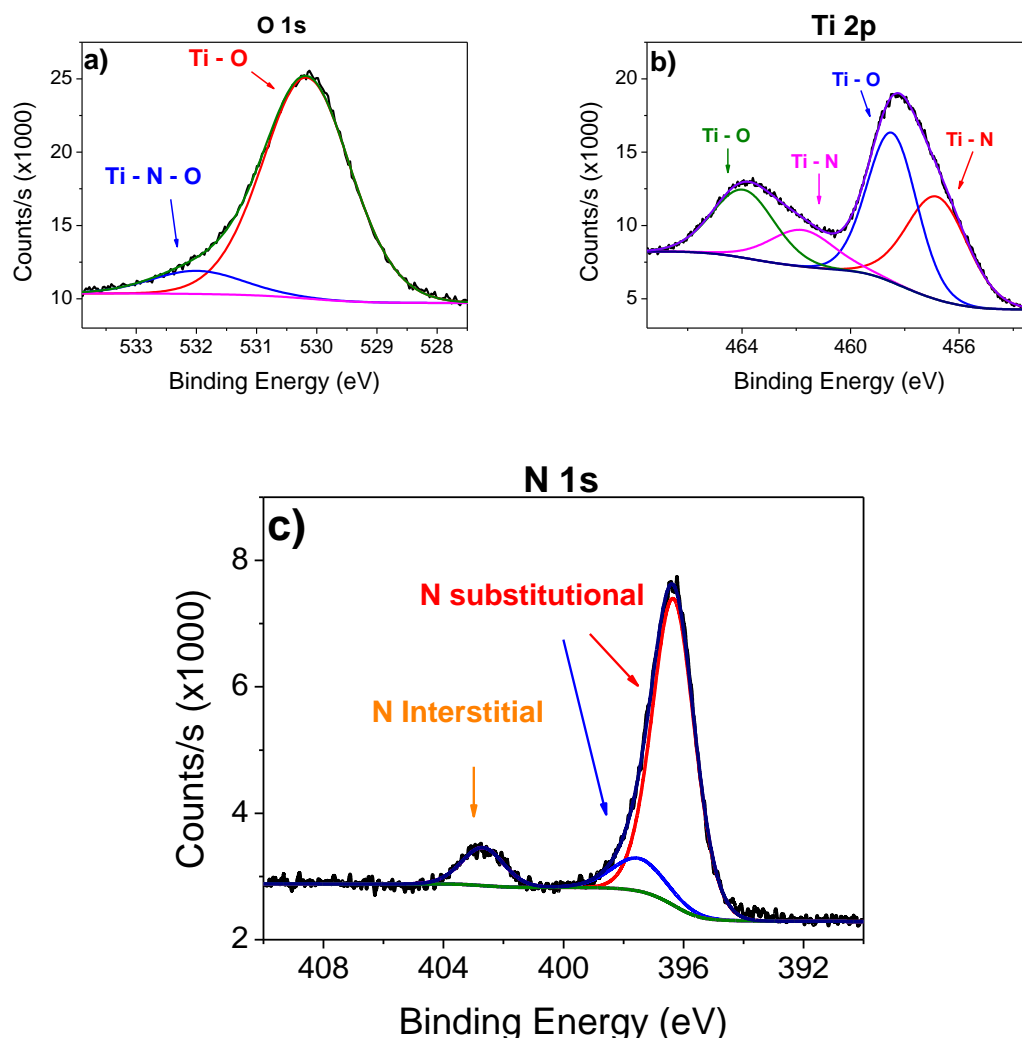 O 1s
a)
Ti - O
Ti - N - O
Counts/s (x1000)
25
20
15
10
533 532 531 530 529 528
Binding Energy (eV)
Ti 2p
b)
Ti - O
Ti - O
Ti - N
Ti - N
Counts/s (x1000)
20
15
10
5
464 460 456
Binding Energy (eV)
N 1s
c)
N substitutional
N Interstitial
Counts/s (x1000)
8
6
4
2
408 404 400 396 392
Binding Energy (eV)